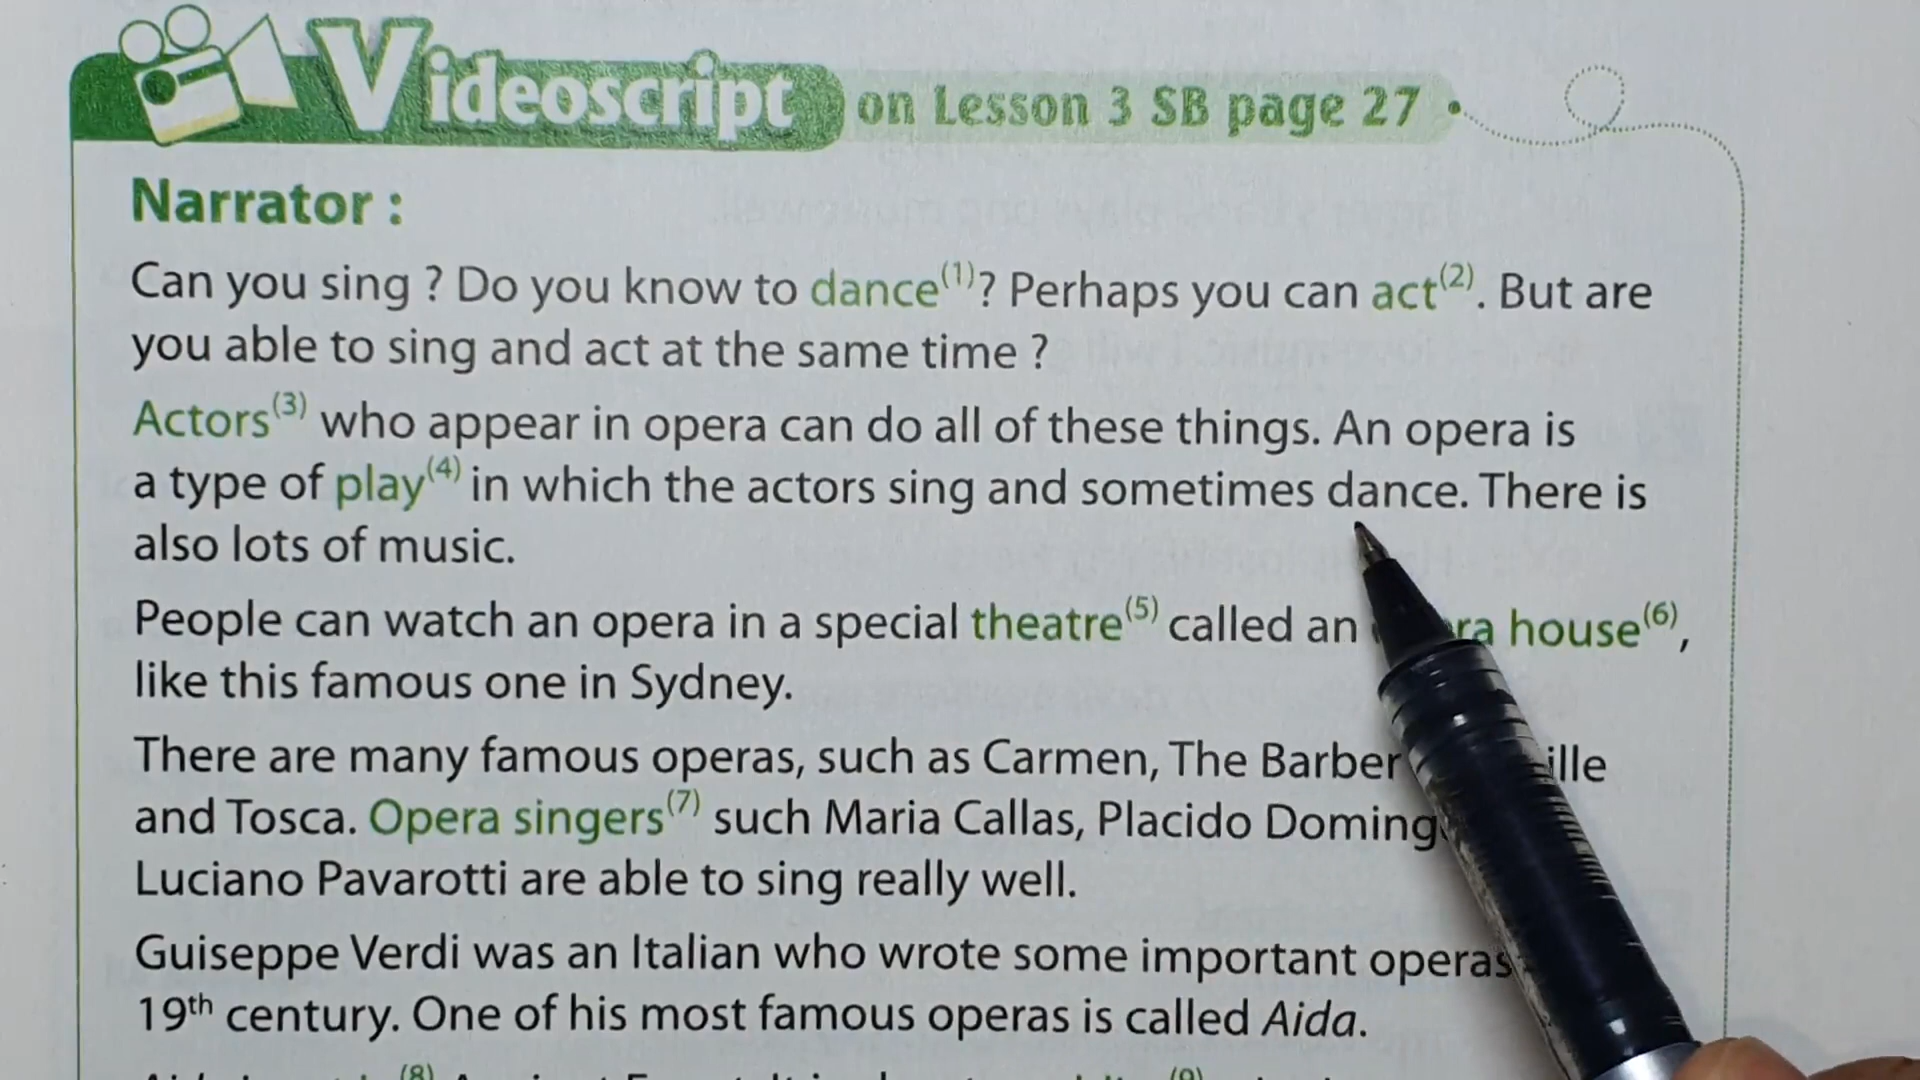 Videoscript on Lesson 3 SB page 27
Narrator :
Can you sing ? Do you know to dance(1)? Perhaps you can act(2). But are
you able to sing and act at the same time ?
Actors(3) who appear in opera can do all of these things. An opera is
a type of play(4) in which the actors sing and sometimes dance. There is
also lots of music.
People can watch an opera in a special theatre(5) called an house(6),
like this famous one in Sydney.
There are many famous operas, such as Carmen, The Barber
and Tosca. Opera singers(7) such Maria Callas, Placido
Luciano Pavarotti are able to sing really well.
Guiseppe Verdi was an Italian who wrote some important operas
19th century. One of his most famous operas is called Aida.